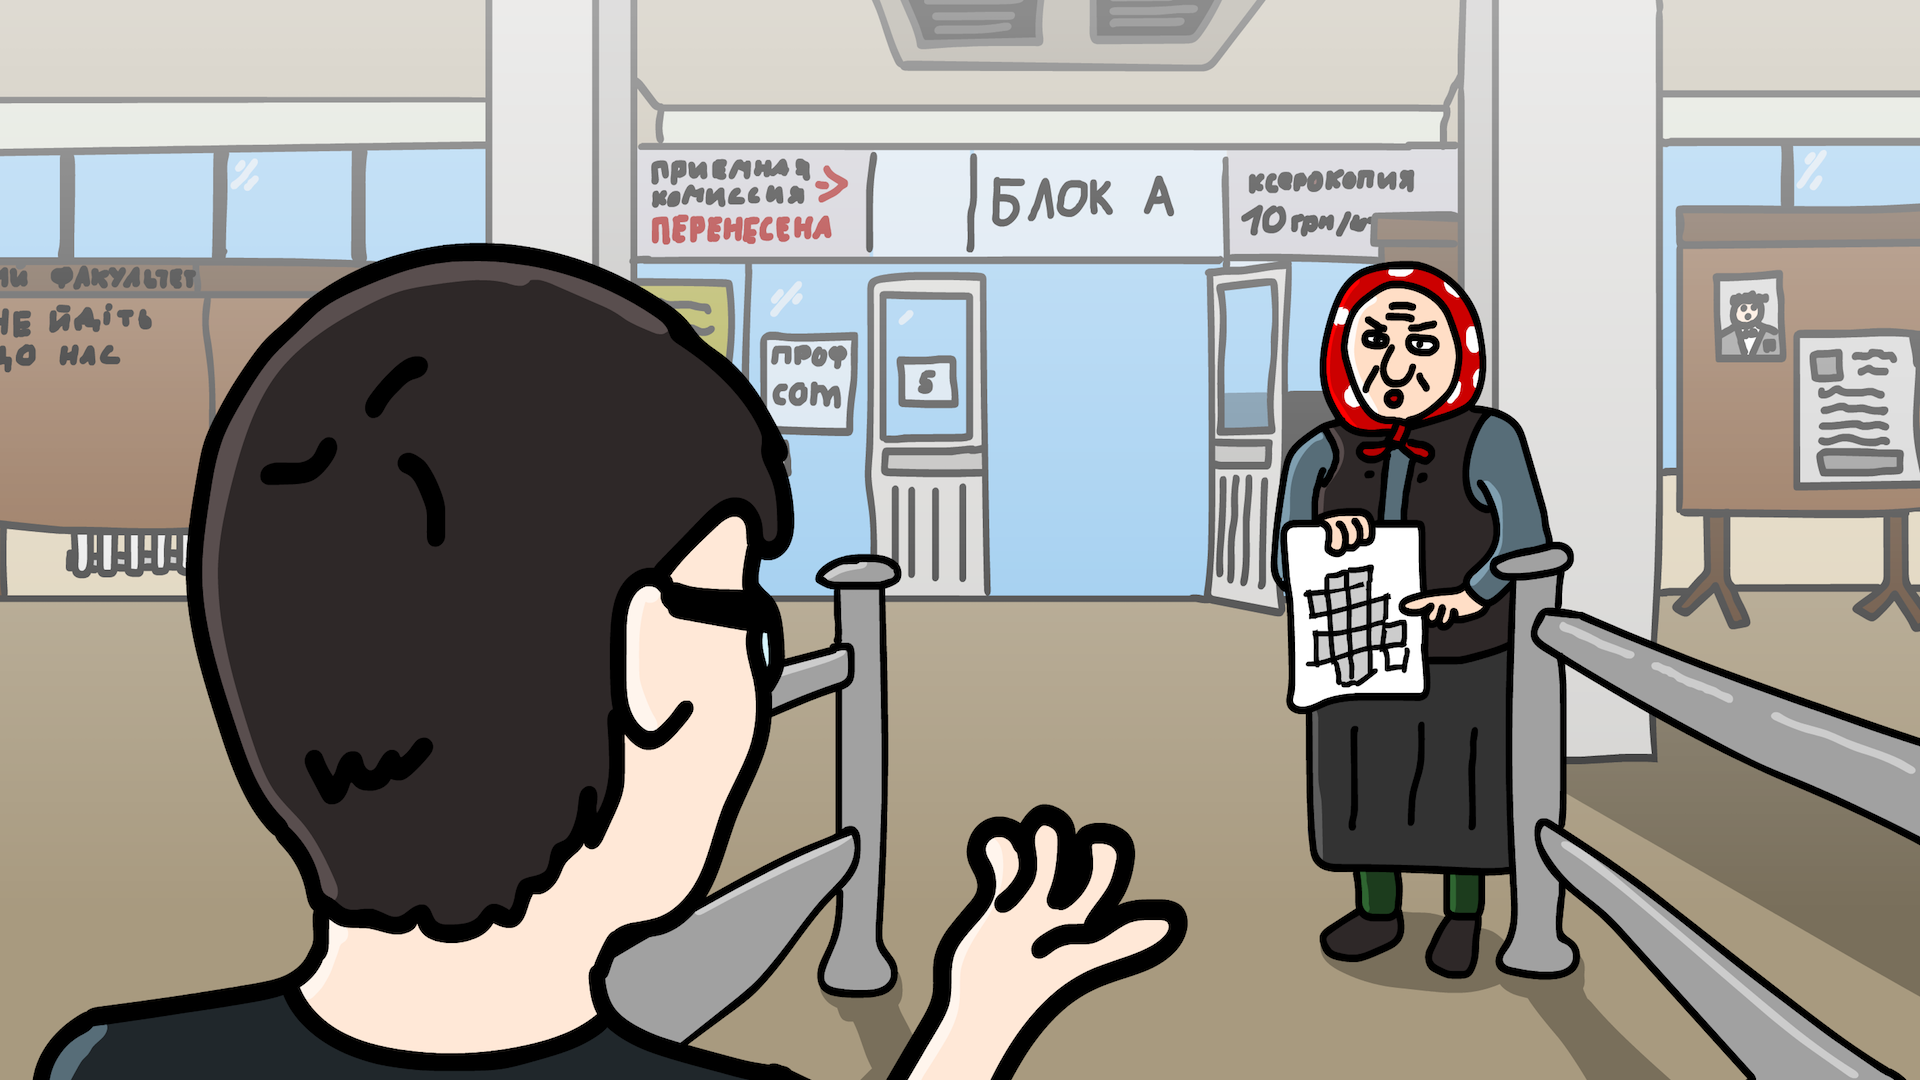 ПРИЕМНАЯ
КОМИССИЯ
ПЕРЕНЕСЕНА
БЛОК А
ксерокопия
10 грн/
ФАКУЛЬТЕТ
НЕ ЙДіТЬ
ДО НАС
ПРОФ
COM
5